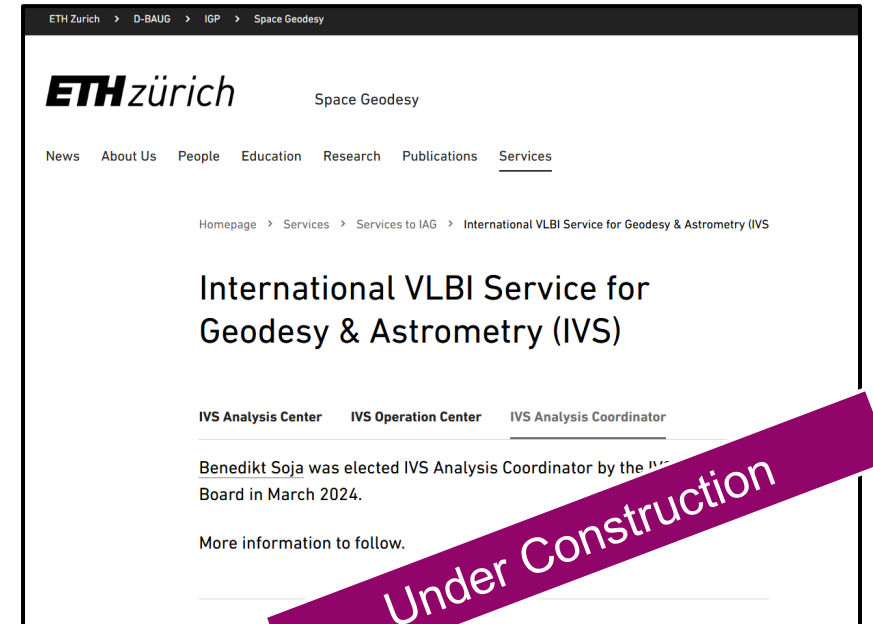 ETH Zurich > D-BAUG > IGP > Space Geodesy
ETH zürich
Space Geodesy
News About Us People Education Research Publications Services
Homepage > Services > Services to IAG > International VLBI Service for Geodesy & Astrometry (IVS
International VLBI Service for
Geodesy & Astrometry (IVS)
IVS Analysis Center IVS Operation Center IVS Analysis Coordinator
Benedikt Soja was elected IVS Analysis Coordinator by the
Board in March 2024.
More information to follow.
Under Construction